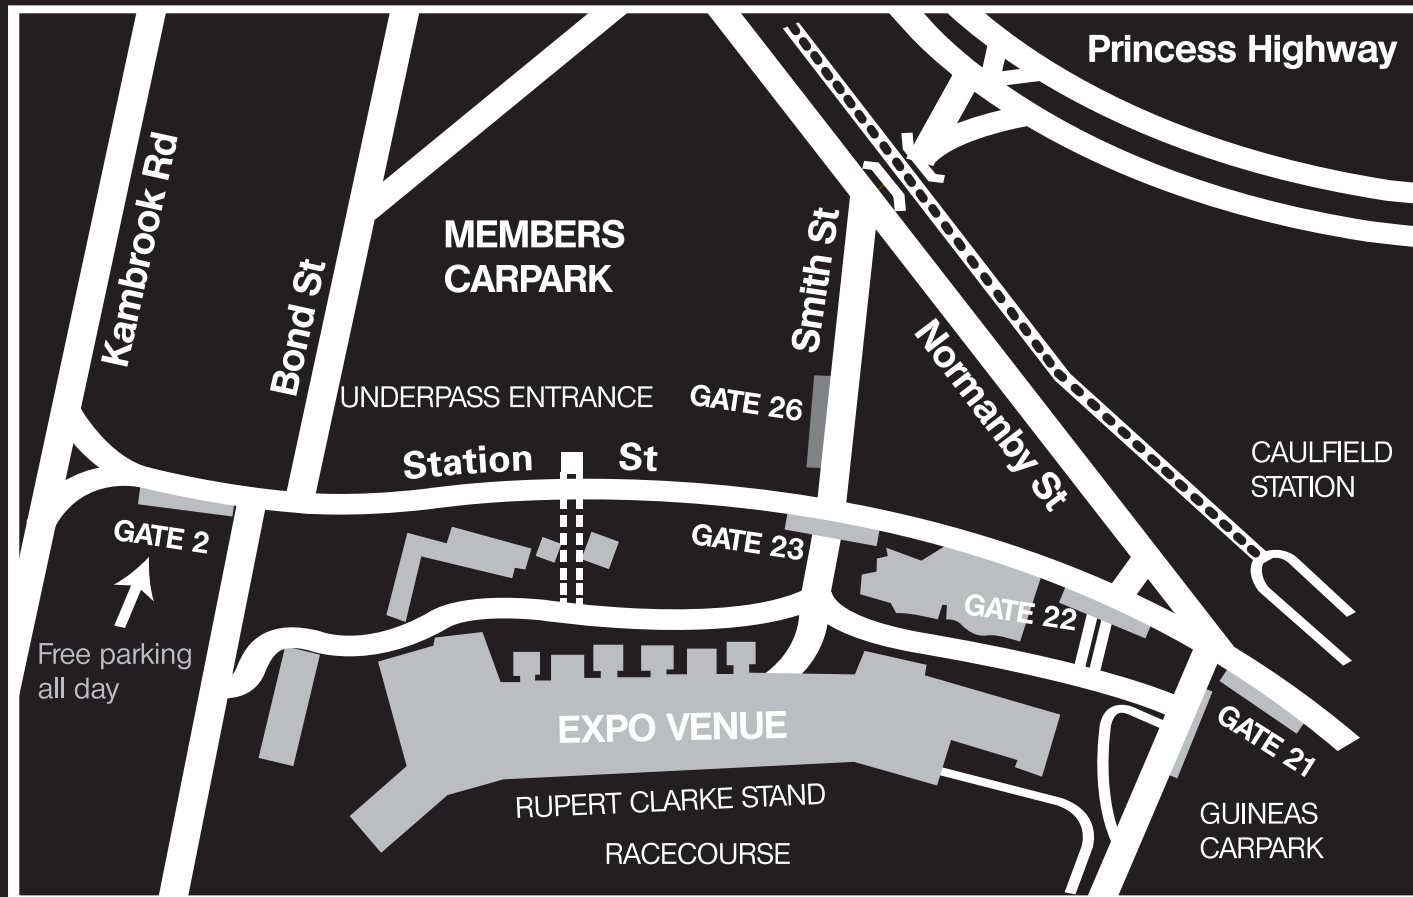 Princess Highway
Kambrook Rd
Bond St
MEMBERS
CARPARK
Smith St
Normanby St
UNDERPASS ENTRANCE
GATE 26
Station St
CAULFIELD
STATION
GATE 2
GATE 23
GATE 22
Free parking
all day
EXPO VENUE
GATE 21
RUPERT CLARKE STAND
GUINEAS
CARPARK
RACECOURSE